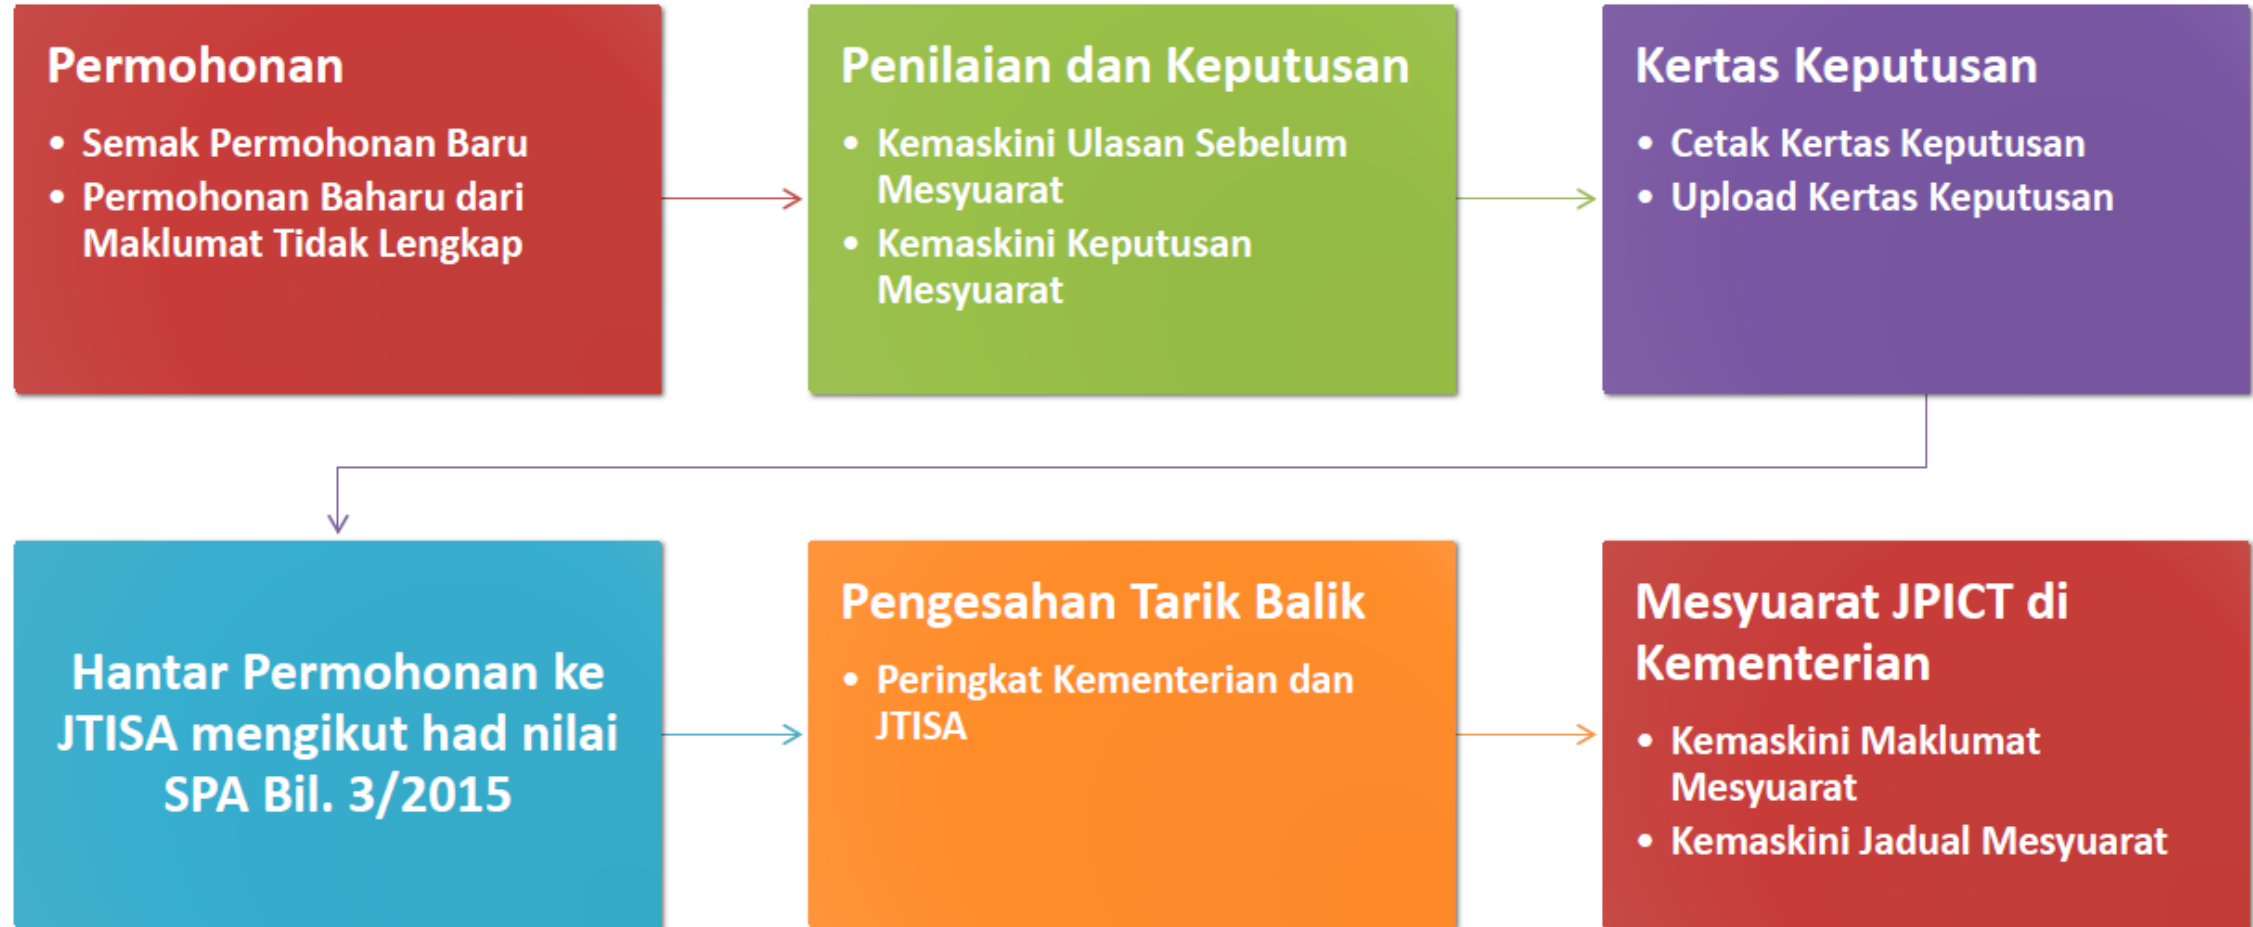 Permohonan
• Semak Permohonan Baru
• Permohonan Baharu dari
Maklumat Tidak Lengkap
Penilaian dan Keputusan
• Kemaskini Ulasan Sebelum
Mesyuarat
• Kemaskini Keputusan
Mesyuarat
Kertas Keputusan
• Cetak Kertas Keputusan
• Upload Kertas Keputusan
Hantar Permohonan ke
JTISA mengikut had nilai
SPA Bil. 3/2015
Pengesahan Tarik Balik
• Peringkat Kementerian dan
JTISA
Mesyuarat JPICT di
Kementerian
• Kemaskini Maklumat
Mesyuarat
• Kemaskini Jadual Mesyuarat